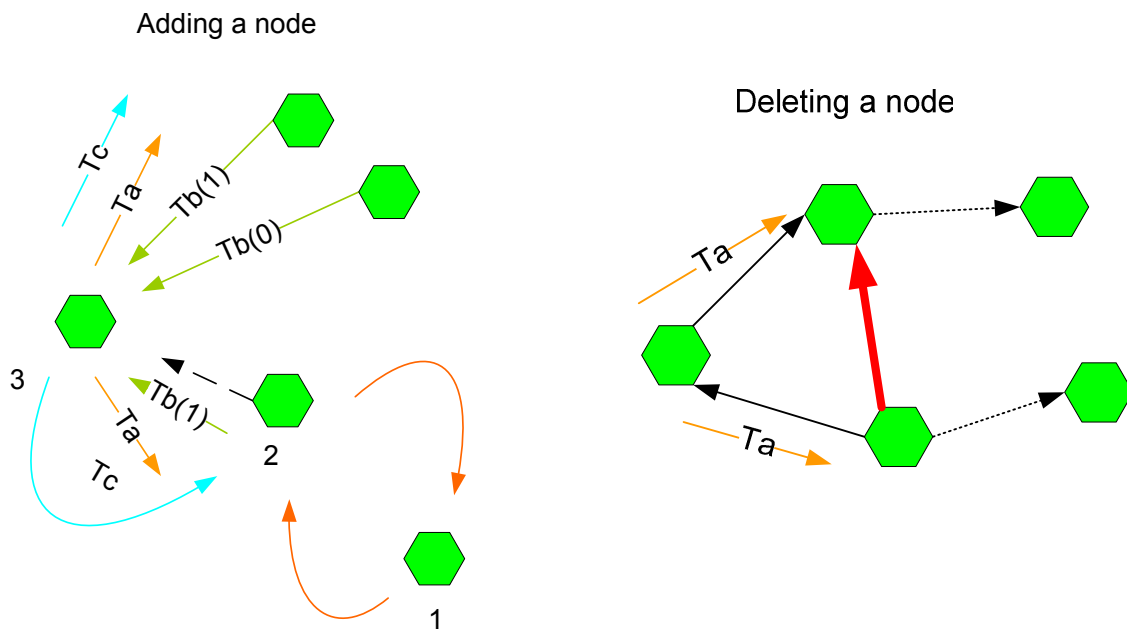 Adding a node
Tc
Ta
Tb(1)
Tb(0)
3
Tb(1)
Ta
Tc
2
1
Deleting a node
Ta
Ta